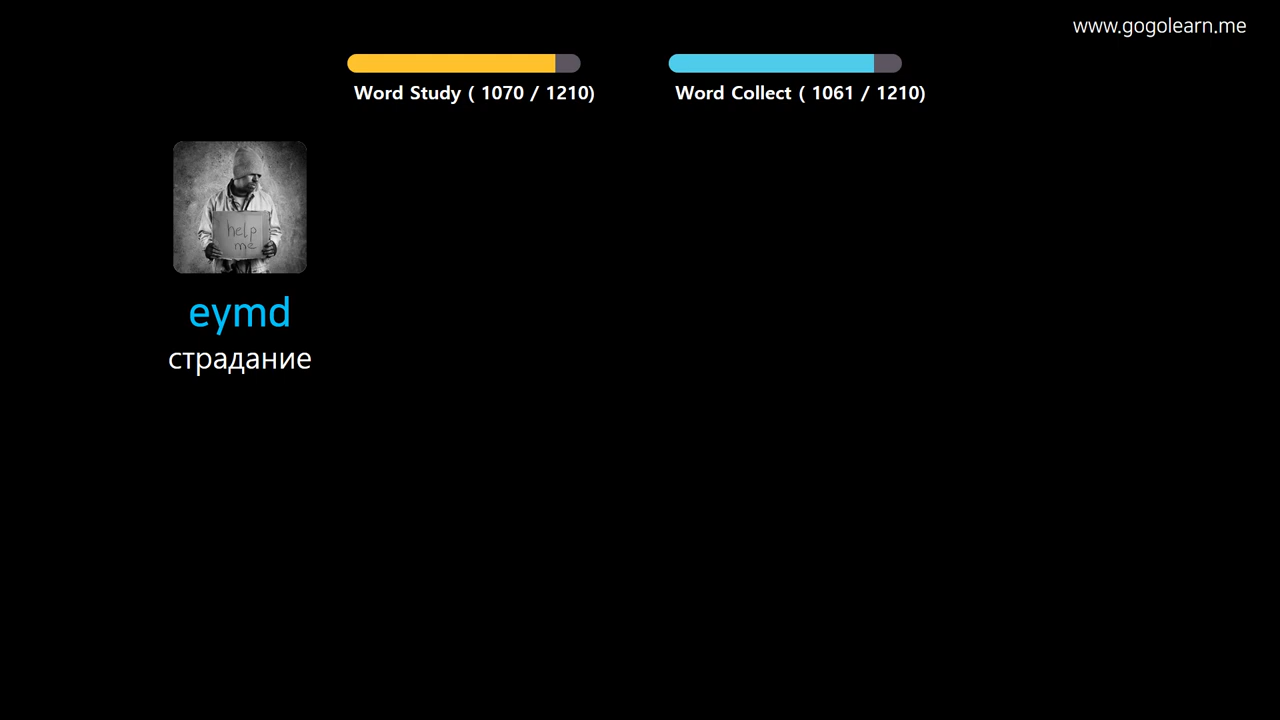 www.gogolearn.me
Word Study ( 1070 / 1210)
Word Collect ( 1061 / 1210)
help
me
eymd
страдание